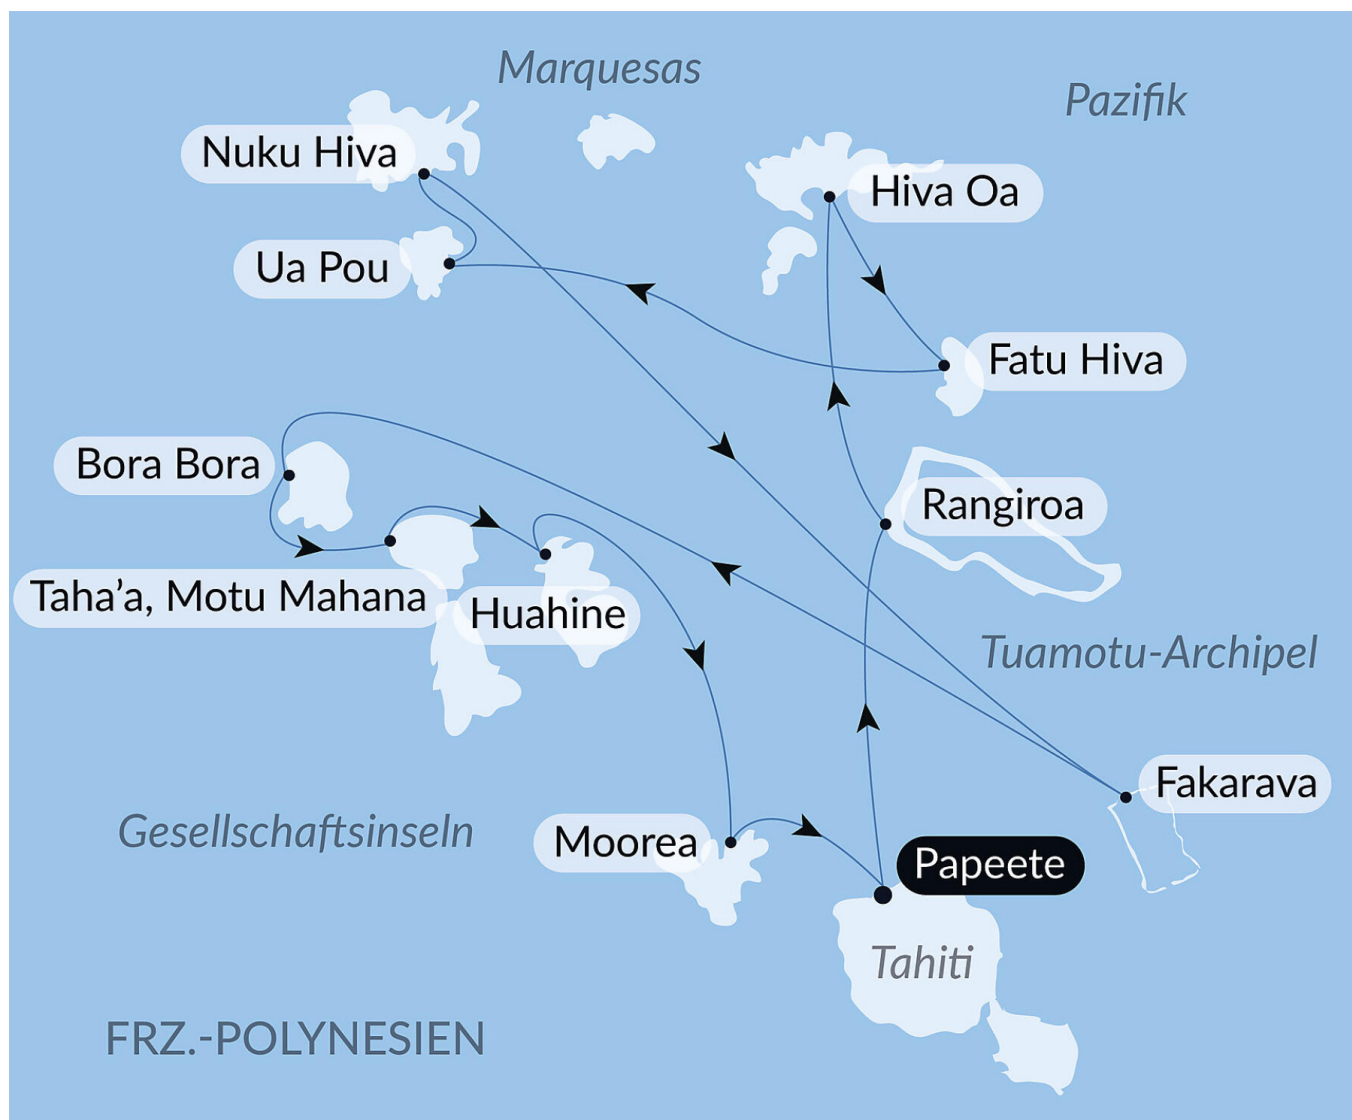 Marquesas
Pazifik
Nuku Hiva
Hiva Oa
Ua Pou
Fatu Hiva
Bora Bora
Rangiroa
Taha’a, Motu Mahana
Huahine
Tuamotu-Archipel
Fakarava
Gesellschaftsinseln
Moorea
Papeete
Tahiti
FRZ.-POLYNESIEN